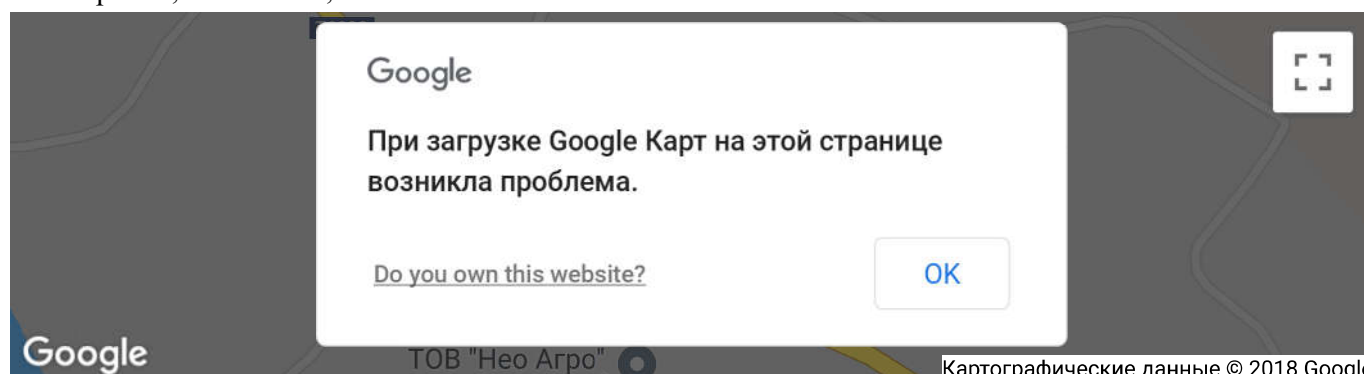 Google
При загрузке Google Карт на этой странице
возникла проблема.
Do you own this website?
OK
Google
ТОВ "Нео Агро"
Картографические данные © 2018 Google